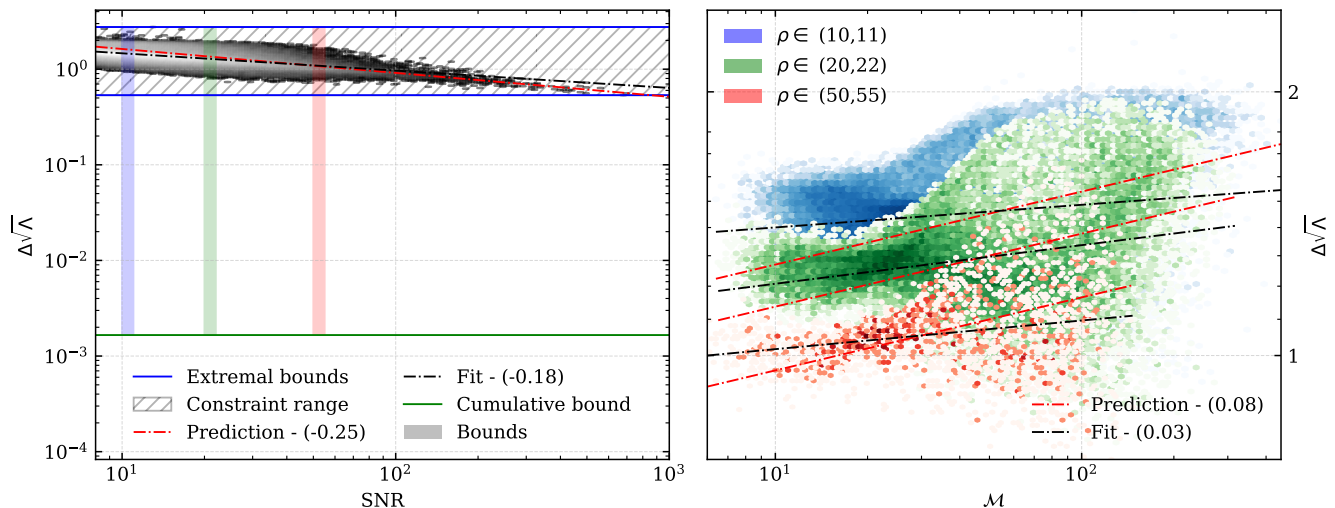 10⁰
10⁻¹
10⁻²
10⁻³
10⁻⁴
Δ√Λ
10¹
10²
10³
SNR
Extremal bounds
Constraint range
Prediction - (-0.25)
Fit - (-0.18)
Cumulative bound
Bounds
ρ ∈ (10,11)
ρ ∈ (20,22)
ρ ∈ (50,55)
Prediction - (0.08)
Fit - (0.03)
10¹
10²
ℳ
2
1
Δ√Λ